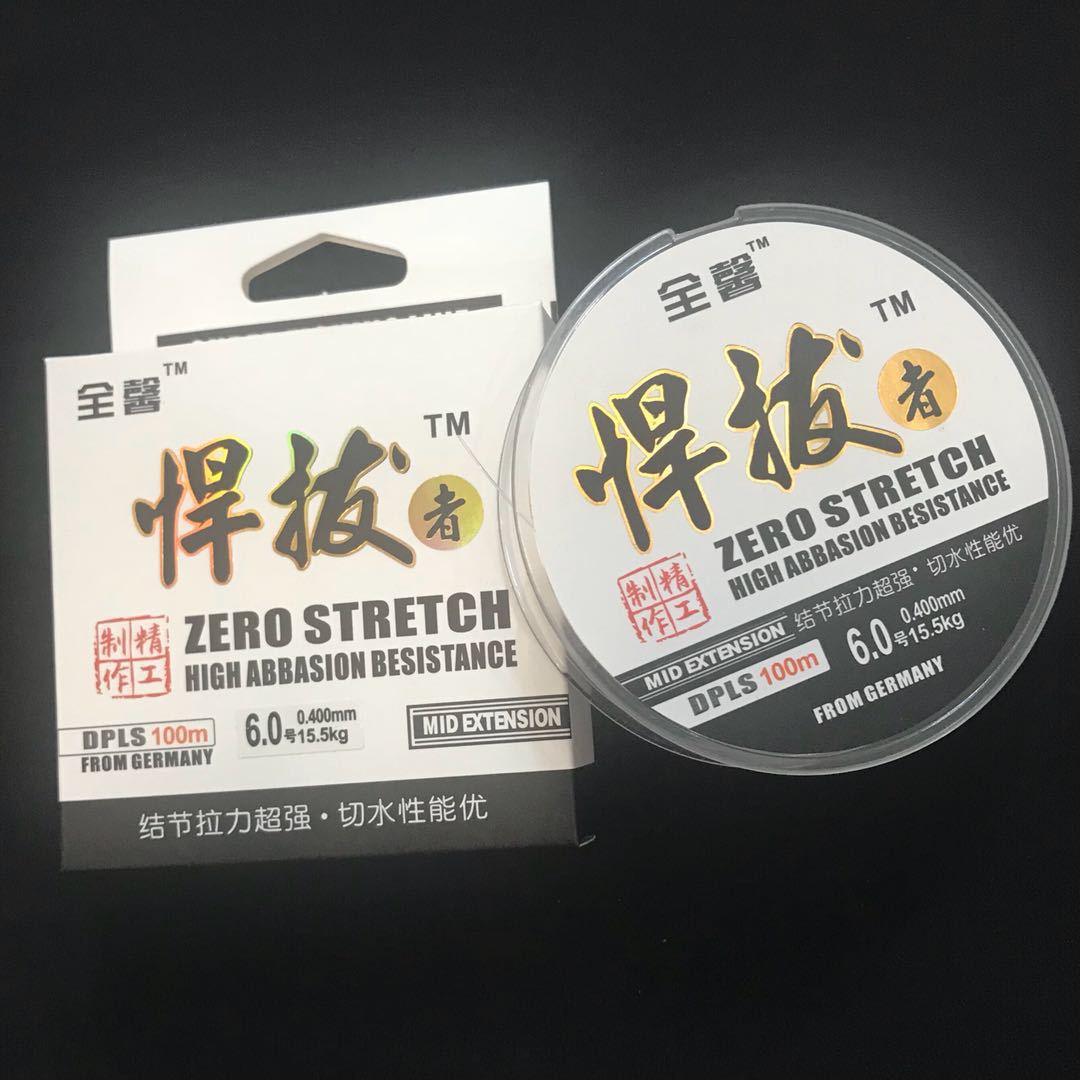 全馨™
悍拔者
TM
ZERO STRETCH
HIGH ABBASION BESISTANCE
精工
制作
DPLS 100m
FROM GERMANY
6.0号
0.400mm
15.5kg
MID EXTENSION
结节拉力超强·切水性能优
全馨™
TM
悍拔者
ZERO STRETCH
HIGH ABBASION BESISTANCE
精工
制作
结节拉力超强·切水性能优
MID EXTENSION
DPLS 100m
6.0号
0.400mm
15.5kg
FROM GERMANY